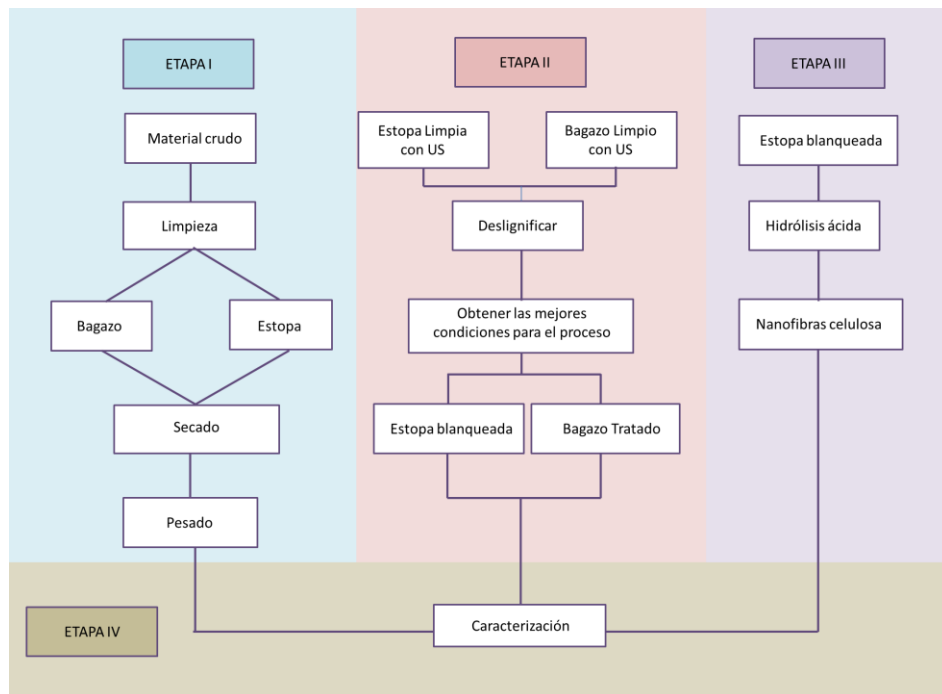 ETAPA I
Material crudo
Limpieza
Bagazo
Estopa
Secado
Pesado
ETAPA II
Estopa Limpia
con US
Bagazo Limpio
con US
Deslignificar
Obtener las mejores
condiciones para el proceso
Estopa blanqueada
Bagazo Tratado
ETAPA III
Estopa blanqueada
Hidrólisis ácida
Nanofibras celulosa
ETAPA IV
Caracterización